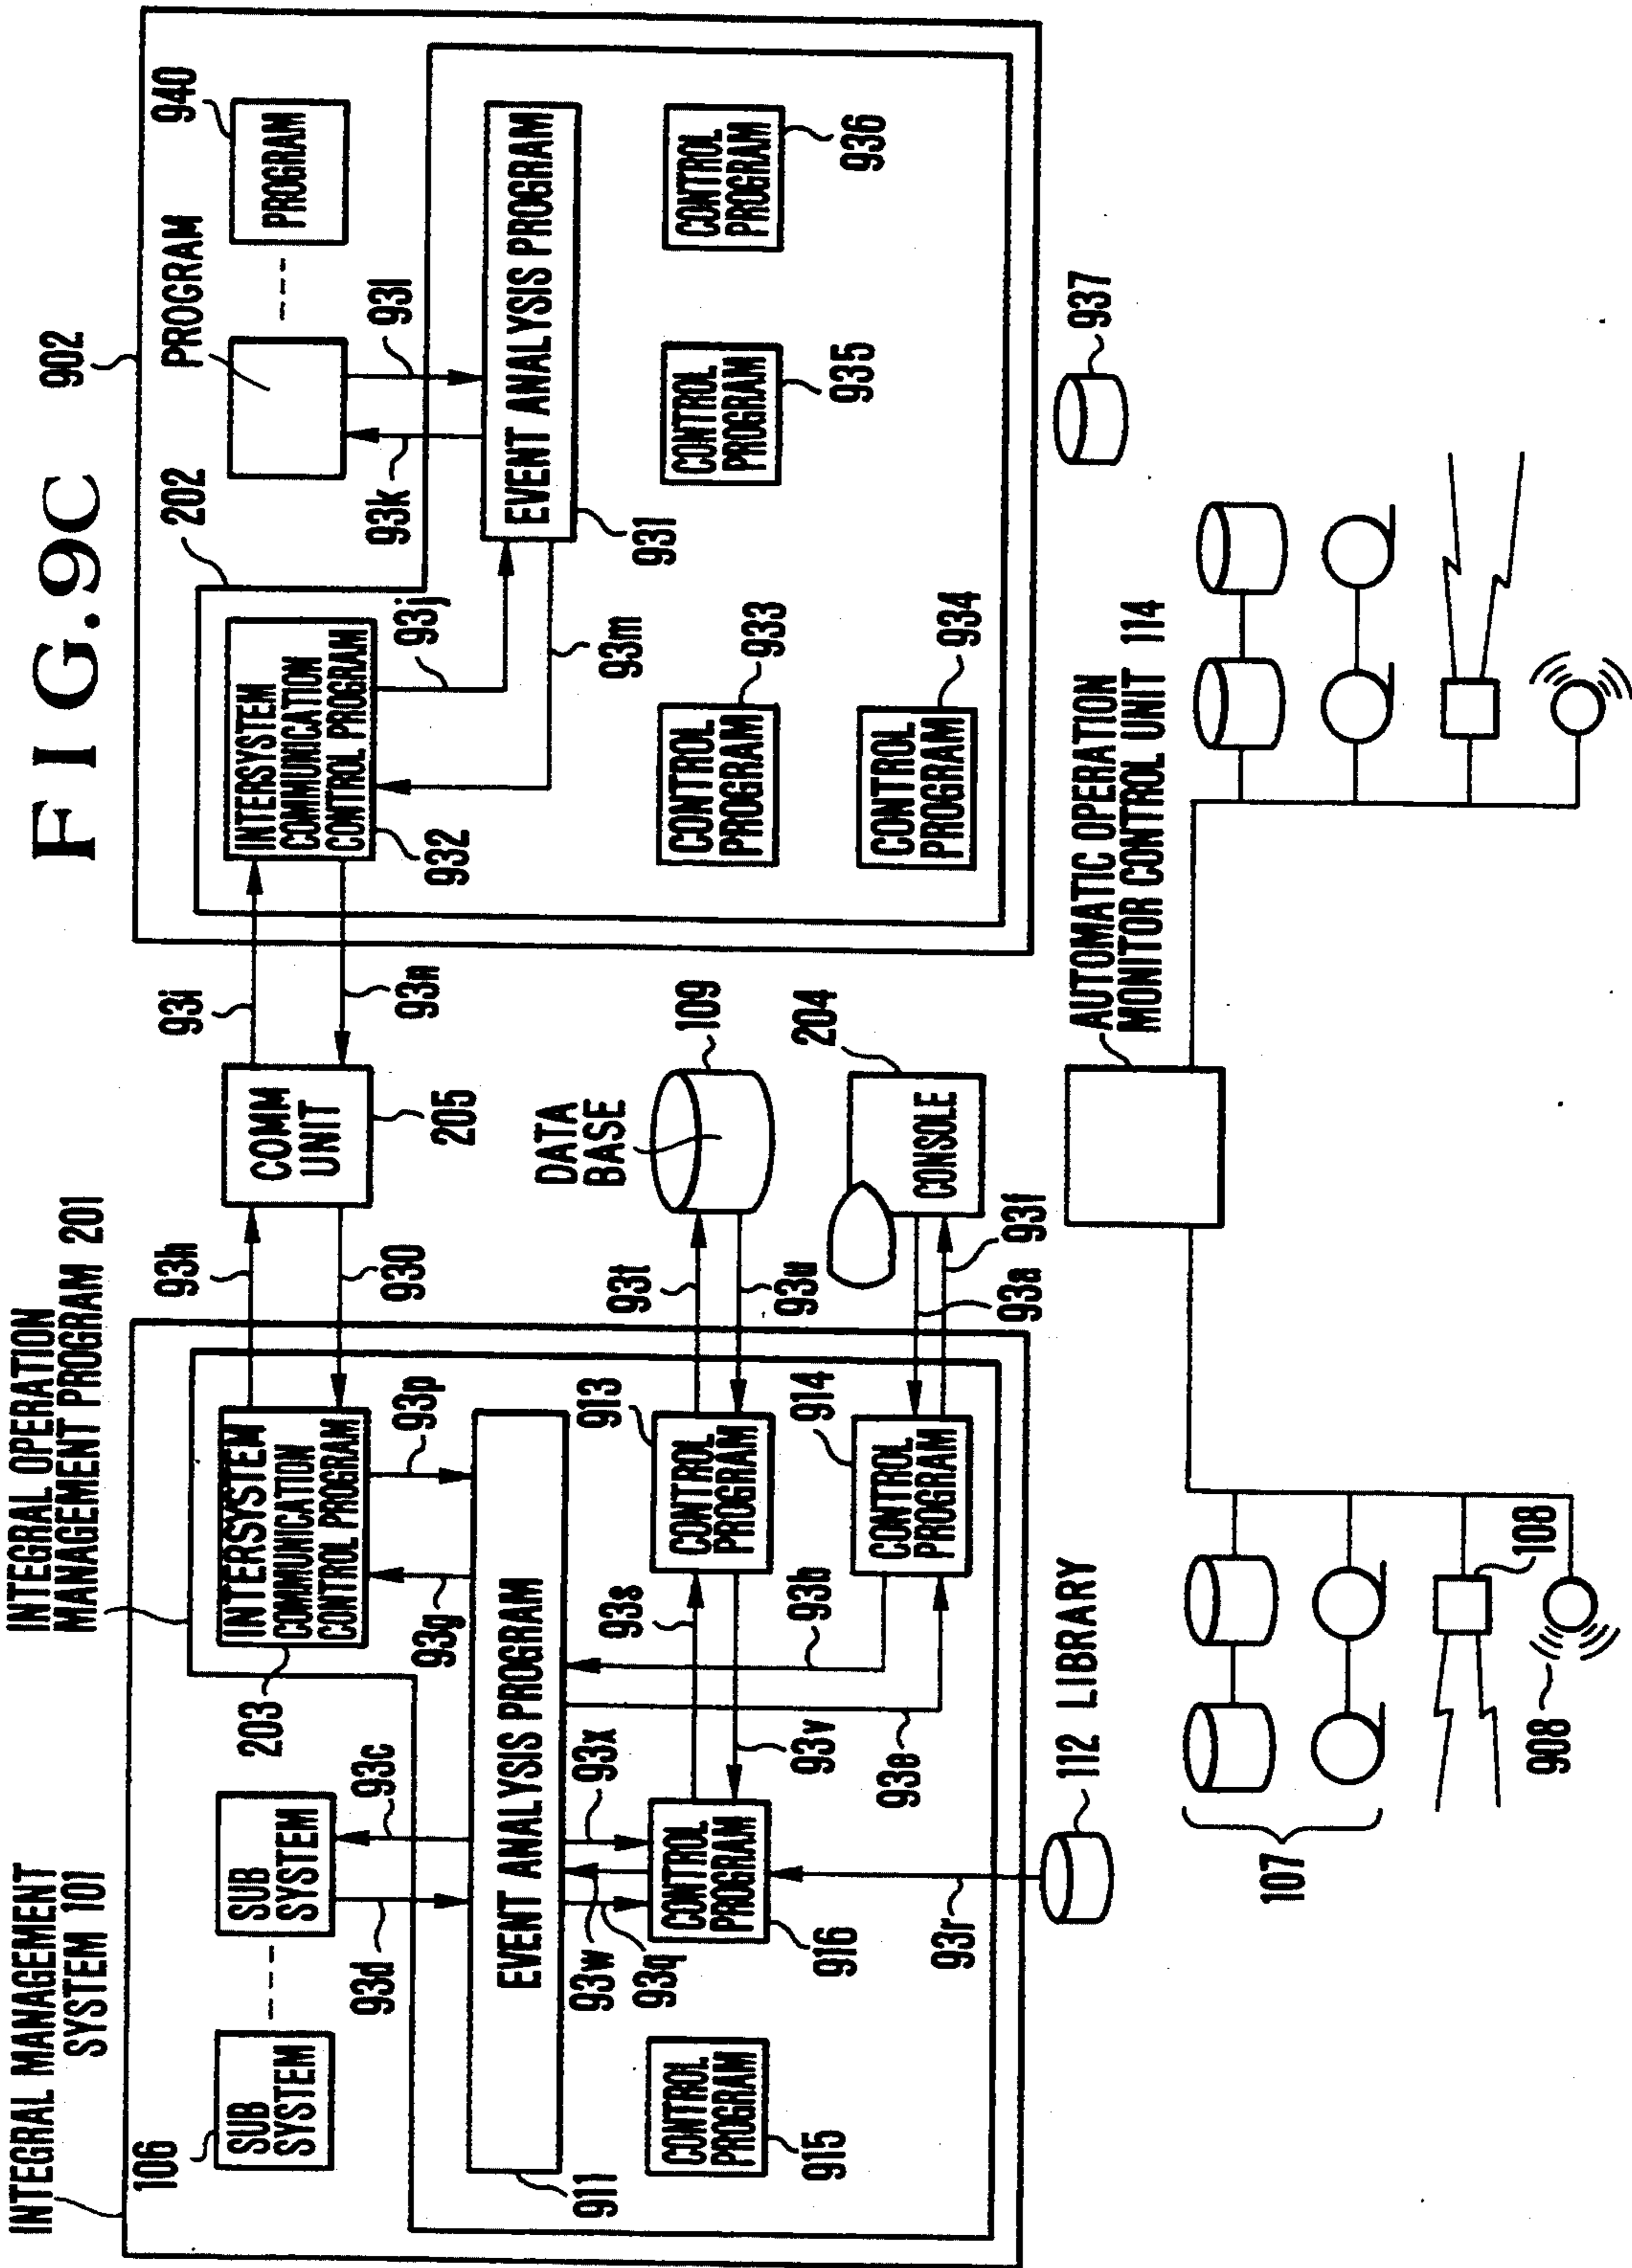 FIG. 9C
INTEGRAL MANAGEMENT
SYSTEM 101
INTEGRAL OPERATION
MANAGEMENT PROGRAM 201
902
106
SUB
SYSTEM
SUB
SYSTEM
93d
93c
203
INTERSYSTEM
COMMUNICATION
CONTROL PROGRAM
93g
93p
93h
930
COMM
UNIT
205
93i
93n
INTERSYSTEM
COMMUNICATION
CONTROL PROGRAM
932
202
93j
93m
PROGRAM
940
PROGRAM
93k
93l
911
EVENT ANALYSIS PROGRAM
EVENT ANALYSIS PROGRAM
931
93w
93q
93x
93s
93v
93b
93e
CONTROL
PROGRAM
915
CONTROL
PROGRAM
916
CONTROL
PROGRAM
913
93t
93u
DATA
BASE
109
CONTROL
PROGRAM
914
93a
93f
CONSOLE
204
CONTROL
PROGRAM
933
CONTROL
PROGRAM
934
CONTROL
PROGRAM
935
CONTROL
PROGRAM
936
93r
112 LIBRARY
937
AUTOMATIC OPERATION
MONITOR CONTROL UNIT 114
107
108
908